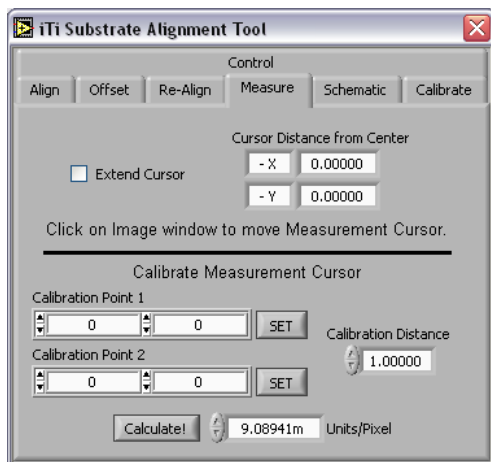 iTi Substrate Alignment Tool
Control
Align Offset Re-Align Measure Schematic Calibrate
Cursor Distance from Center
Extend Cursor
- X 0.00000
- Y 0.00000
Click on Image window to move Measurement Cursor.
Calibrate Measurement Cursor
Calibration Point 1
0 0 SET
Calibration Distance
1.00000
Calibration Point 2
0 0 SET
Calculate! 9.08941m Units/Pixel